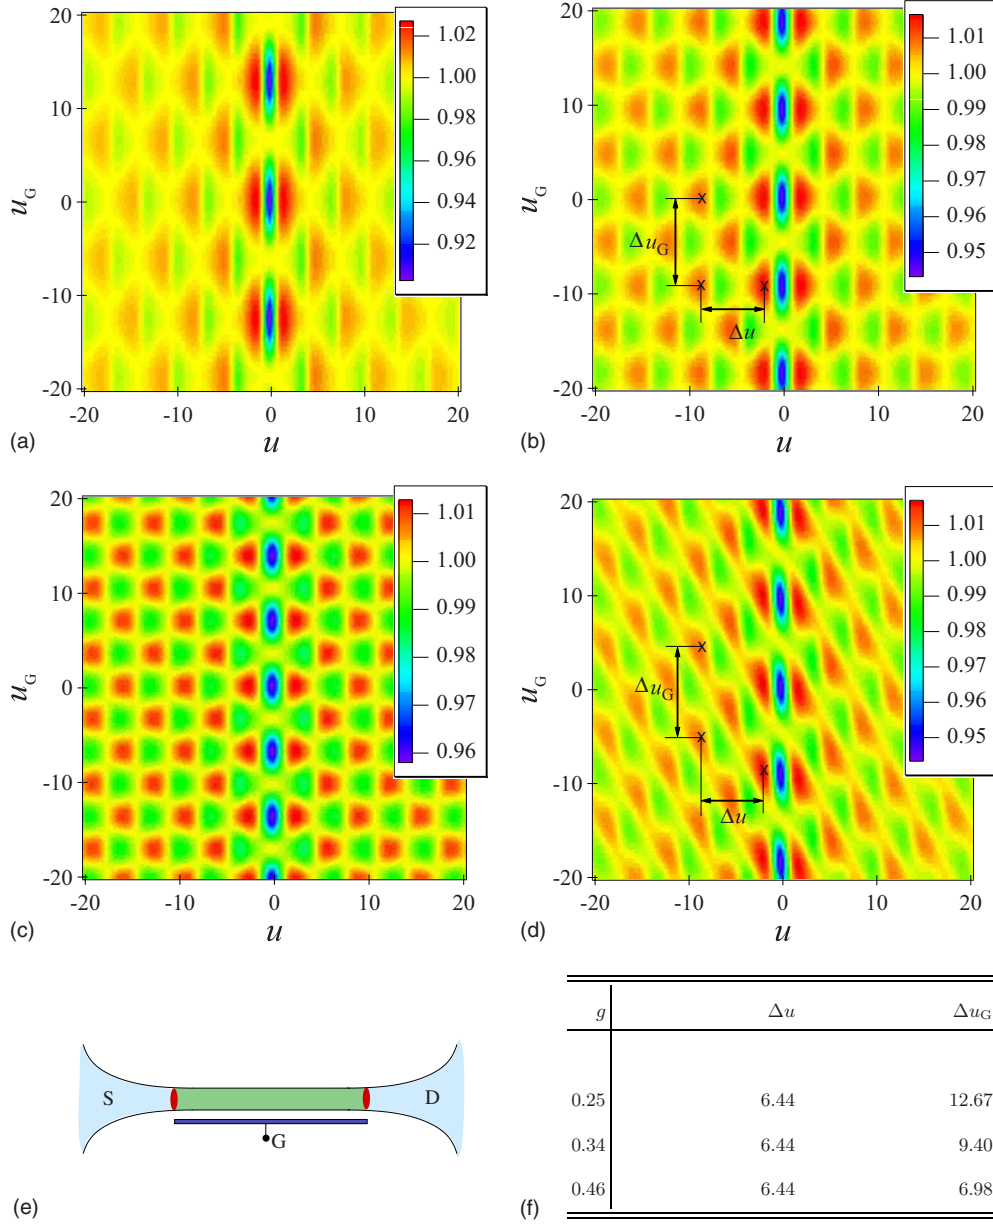 20
10
0
-10
-20
u_G
-20
-10
0
10
20
u
1.02
1.00
0.98
0.96
0.94
0.92
(a)
20
10
0
-10
-20
u_G
-20
-10
0
10
20
u
1.01
1.00
0.99
0.98
0.97
0.96
0.95
x
x
x
Δu_G
Δu
(b)
20
10
0
-10
-20
u_G
-20
-10
0
10
20
u
1.01
1.00
0.99
0.98
0.97
0.96
(c)
20
10
0
-10
-20
u_G
-20
-10
0
10
20
u
1.01
1.00
0.99
0.98
0.97
0.96
0.95
x
x
x
Δu_G
Δu
(d)
S
D
G
(e)
g Δu Δu_G
0.25 6.44 12.67
0.34 6.44 9.40
0.46 6.44 6.98
(f)